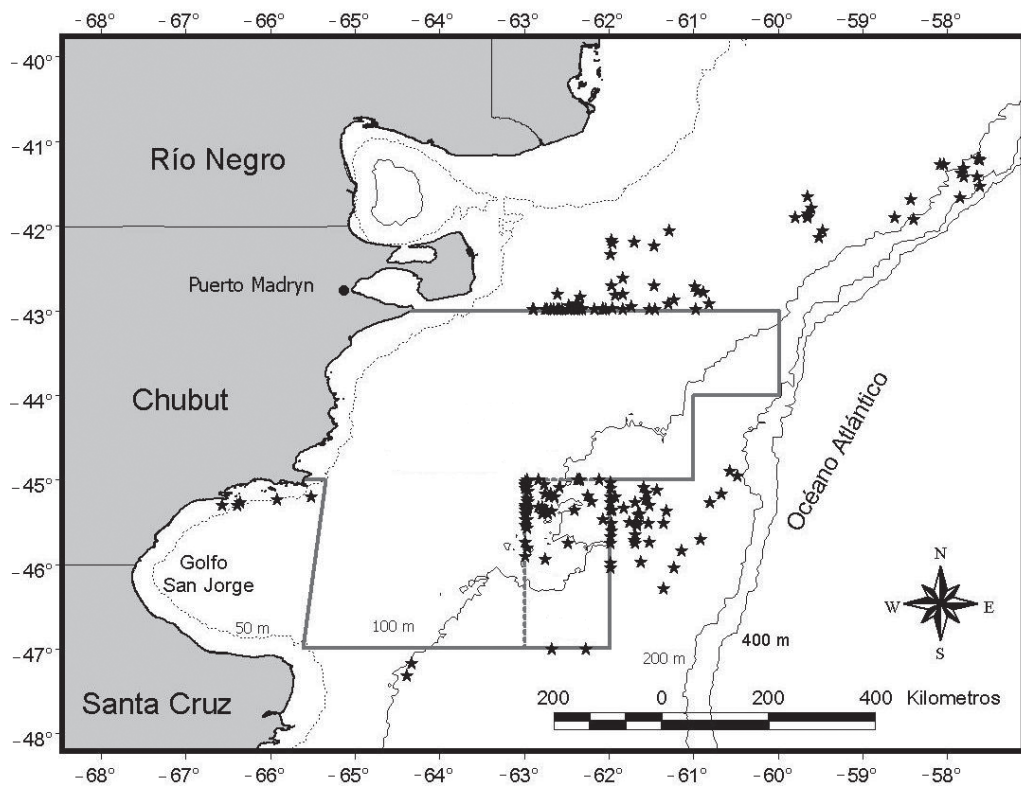 -68° -67° -66° -65° -64° -63° -62° -61° -60° -59° -58°
-40°
-41°
Río Negro
-42°
Puerto Madryn
-43°
Chubut
-44°
Océano Atlántico
-45°
Golfo
San Jorge
-46°
N
W E
S
50 m 100 m 200 m 400 m
-47°
Santa Cruz
200 0 200 400 Kilometros
-48°
-68° -67° -66° -65° -64° -63° -62° -61° -60° -59° -58°